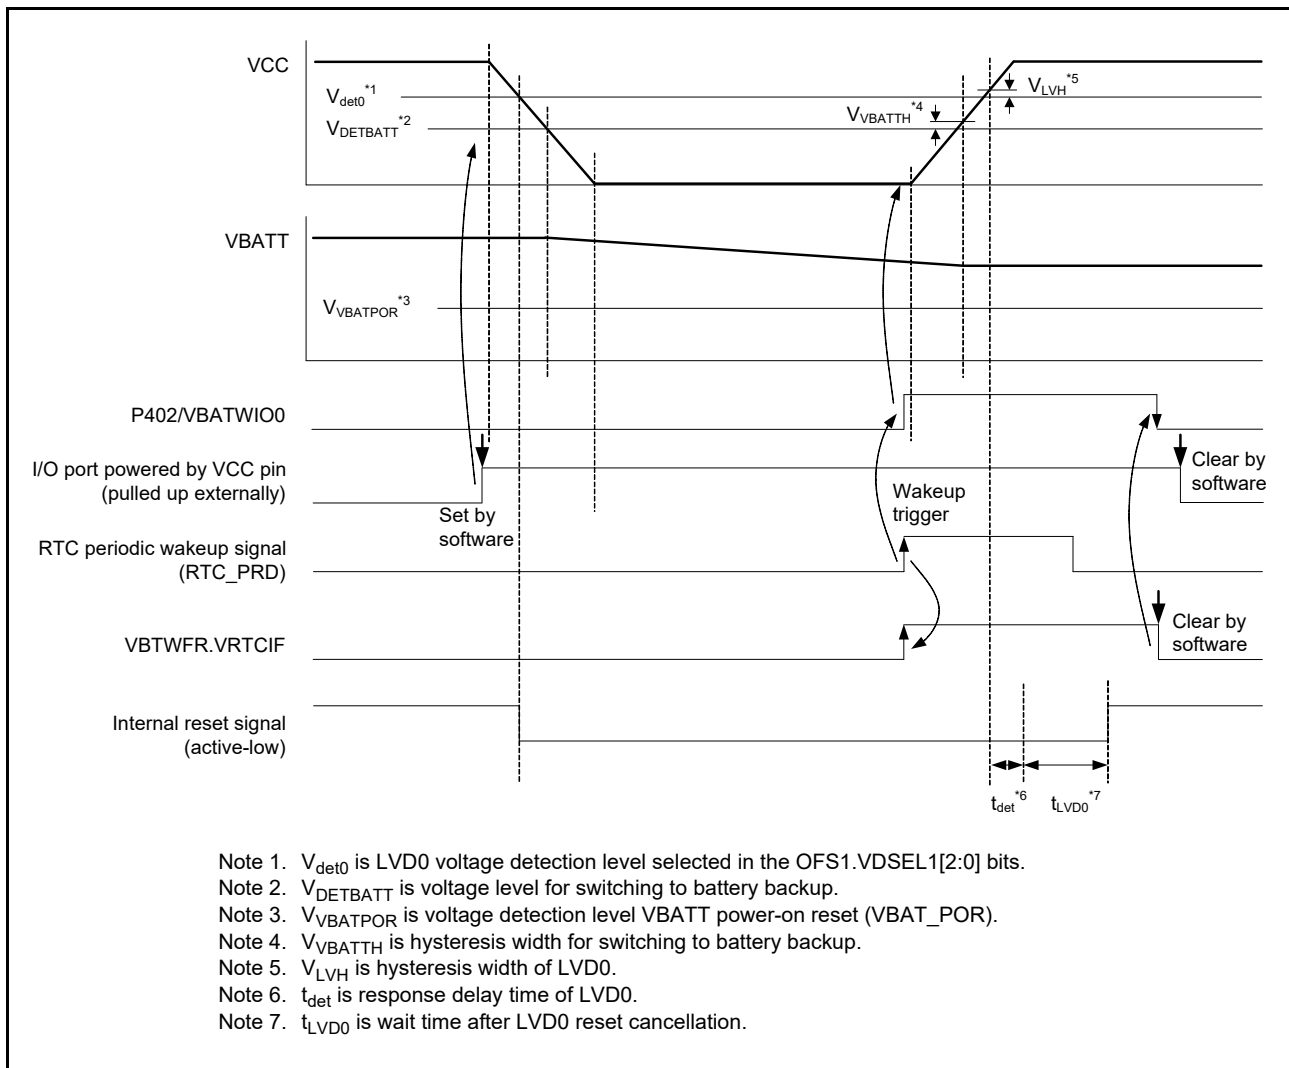 VCC
Vdet0*1
VDETBATT*2
VVBATTH*4
VLVH*5
VBATT
VVBATPOR*3
P402/VBATWIO0
I/O port powered by VCC pin
(pulled up externally)
Set by
software
Wakeup
trigger
Clear by
software
RTC periodic wakeup signal
(RTC_PRD)
VBTWFR.VRTCIF
Clear by
software
Internal reset signal
(active-low)
tdet*6
tLVD0*7
Note 1. Vdet0 is LVD0 voltage detection level selected in the OFS1.VDSEL1[2:0] bits.
Note 2. VDETBATT is voltage level for switching to battery backup.
Note 3. VVBATPOR is voltage detection level VBATT power-on reset (VBAT_POR).
Note 4. VVBATTH is hysteresis width for switching to battery backup.
Note 5. VLVH is hysteresis width of LVD0.
Note 6. tdet is response delay time of LVD0.
Note 7. tLVD0 is wait time after LVD0 reset cancellation.